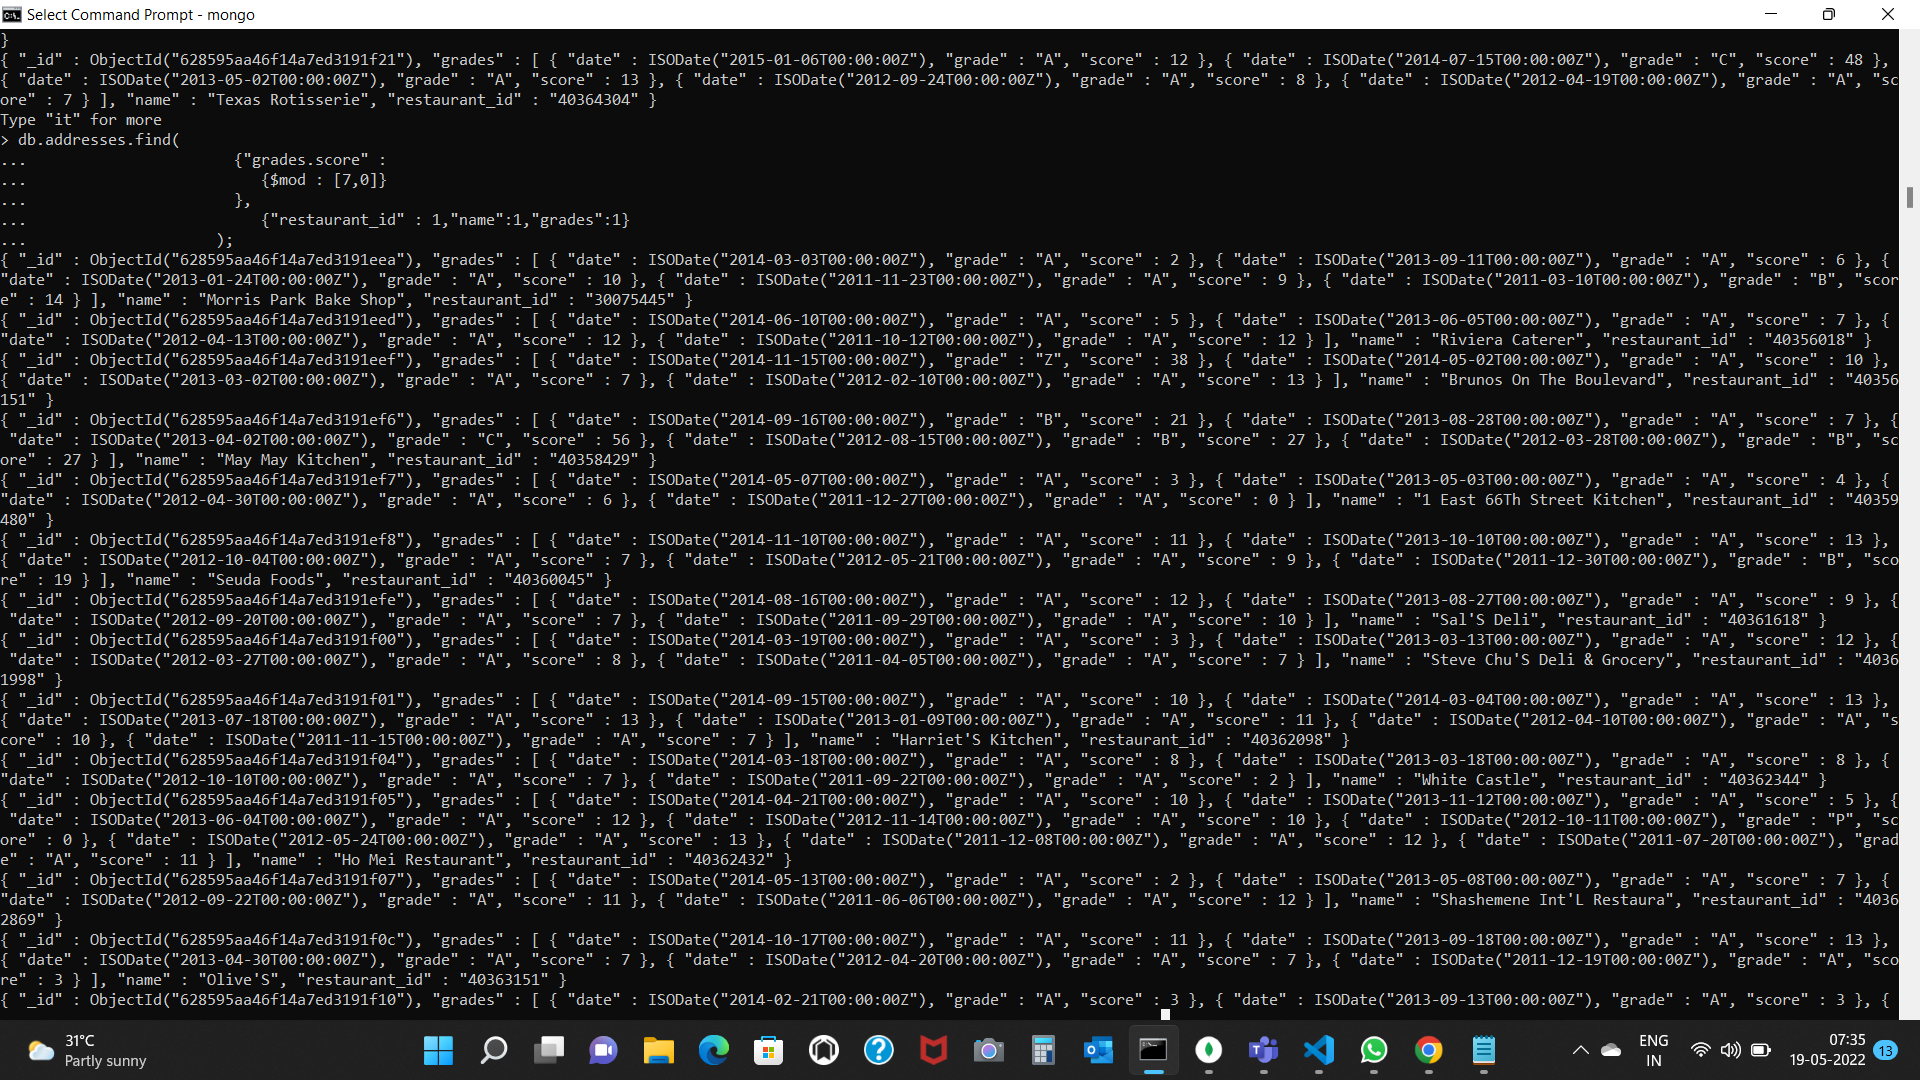 Select Command Prompt - mongo
}
{ "_id" : ObjectId("628595aa46f14a7ed3191f21"), "grades" : [ { "date" : ISODate("2015-01-06T00:00:00Z"), "grade" : "A", "score" : 12 }, { "date" : ISODate("2014-07-15T00:00:00Z"), "grade" : "C", "score" : 48 },
{ "date" : ISODate("2013-05-02T00:00:00Z"), "grade" : "A", "score" : 13 }, { "date" : ISODate("2012-09-24T00:00:00Z"), "grade" : "A", "score" : 8 }, { "date" : ISODate("2012-04-19T00:00:00Z"), "grade" : "A", "sc
ore" : 7 } ], "name" : "Texas Rotisserie", "restaurant_id" : "40364304" }
Type "it" for more
> db.addresses.find(
... {"grades.score" :
... {$mod : [7,0]}
... },
... {"restaurant_id" : 1,"name":1,"grades":1}
... );
{ "_id" : ObjectId("628595aa46f14a7ed3191eea"), "grades" : [ { "date" : ISODate("2014-03-03T00:00:00Z"), "grade" : "A", "score" : 2 }, { "date" : ISODate("2013-09-11T00:00:00Z"), "grade" : "A", "score" : 6 }, {
"date" : ISODate("2013-01-24T00:00:00Z"), "grade" : "A", "score" : 10 }, { "date" : ISODate("2011-11-23T00:00:00Z"), "grade" : "A", "score" : 9 }, { "date" : ISODate("2011-03-10T00:00:00Z"), "grade" : "B", "scor
e" : 14 } ], "name" : "Morris Park Bake Shop", "restaurant_id" : "30075445" }
{ "_id" : ObjectId("628595aa46f14a7ed3191eed"), "grades" : [ { "date" : ISODate("2014-06-10T00:00:00Z"), "grade" : "A", "score" : 5 }, { "date" : ISODate("2013-06-05T00:00:00Z"), "grade" : "A", "score" : 7 }, {
"date" : ISODate("2012-04-13T00:00:00Z"), "grade" : "A", "score" : 12 }, { "date" : ISODate("2011-10-12T00:00:00Z"), "grade" : "A", "score" : 12 } ], "name" : "Riviera Caterer", "restaurant_id" : "40356018" }
{ "_id" : ObjectId("628595aa46f14a7ed3191eef"), "grades" : [ { "date" : ISODate("2014-11-15T00:00:00Z"), "grade" : "Z", "score" : 38 }, { "date" : ISODate("2014-05-02T00:00:00Z"), "grade" : "A", "score" : 10 },
{ "date" : ISODate("2013-03-02T00:00:00Z"), "grade" : "A", "score" : 7 }, { "date" : ISODate("2012-02-10T00:00:00Z"), "grade" : "A", "score" : 13 } ], "name" : "Brunos On The Boulevard", "restaurant_id" : "40356
151" }
{ "_id" : ObjectId("628595aa46f14a7ed3191ef6"), "grades" : [ { "date" : ISODate("2014-09-16T00:00:00Z"), "grade" : "B", "score" : 21 }, { "date" : ISODate("2013-08-28T00:00:00Z"), "grade" : "A", "score" : 7 }, {
"date" : ISODate("2013-04-02T00:00:00Z"), "grade" : "C", "score" : 56 }, { "date" : ISODate("2012-08-15T00:00:00Z"), "grade" : "B", "score" : 27 }, { "date" : ISODate("2012-03-28T00:00:00Z"), "grade" : "B", "sc
ore" : 27 } ], "name" : "May May Kitchen", "restaurant_id" : "40358429" }
{ "_id" : ObjectId("628595aa46f14a7ed3191ef7"), "grades" : [ { "date" : ISODate("2014-05-07T00:00:00Z"), "grade" : "A", "score" : 3 }, { "date" : ISODate("2013-05-03T00:00:00Z"), "grade" : "A", "score" : 4 }, {
"date" : ISODate("2012-04-30T00:00:00Z"), "grade" : "A", "score" : 6 }, { "date" : ISODate("2011-12-27T00:00:00Z"), "grade" : "A", "score" : 0 } ], "name" : "1 East 66Th Street Kitchen", "restaurant_id" : "40359
480" }
{ "_id" : ObjectId("628595aa46f14a7ed3191ef8"), "grades" : [ { "date" : ISODate("2014-11-10T00:00:00Z"), "grade" : "A", "score" : 11 }, { "date" : ISODate("2013-10-10T00:00:00Z"), "grade" : "A", "score" : 13 },
{ "date" : ISODate("2012-10-04T00:00:00Z"), "grade" : "A", "score" : 7 }, { "date" : ISODate("2012-05-21T00:00:00Z"), "grade" : "A", "score" : 9 }, { "date" : ISODate("2011-12-30T00:00:00Z"), "grade" : "B", "sco
re" : 19 } ], "name" : "Seuda Foods", "restaurant_id" : "40360045" }
{ "_id" : ObjectId("628595aa46f14a7ed3191efe"), "grades" : [ { "date" : ISODate("2014-08-16T00:00:00Z"), "grade" : "A", "score" : 12 }, { "date" : ISODate("2013-08-27T00:00:00Z"), "grade" : "A", "score" : 9 }, {
"date" : ISODate("2012-09-20T00:00:00Z"), "grade" : "A", "score" : 7 }, { "date" : ISODate("2011-09-29T00:00:00Z"), "grade" : "A", "score" : 10 } ], "name" : "Sal'S Deli", "restaurant_id" : "40361618" }
{ "_id" : ObjectId("628595aa46f14a7ed3191f00"), "grades" : [ { "date" : ISODate("2014-03-19T00:00:00Z"), "grade" : "A", "score" : 3 }, { "date" : ISODate("2013-03-13T00:00:00Z"), "grade" : "A", "score" : 12 }, {
"date" : ISODate("2012-03-27T00:00:00Z"), "grade" : "A", "score" : 8 }, { "date" : ISODate("2011-04-05T00:00:00Z"), "grade" : "A", "score" : 7 } ], "name" : "Steve Chu'S Deli & Grocery", "restaurant_id" : "4036
1998" }
{ "_id" : ObjectId("628595aa46f14a7ed3191f01"), "grades" : [ { "date" : ISODate("2014-09-15T00:00:00Z"), "grade" : "A", "score" : 10 }, { "date" : ISODate("2014-03-04T00:00:00Z"), "grade" : "A", "score" : 13 },
{ "date" : ISODate("2013-07-18T00:00:00Z"), "grade" : "A", "score" : 13 }, { "date" : ISODate("2013-01-09T00:00:00Z"), "grade" : "A", "score" : 11 }, { "date" : ISODate("2012-04-10T00:00:00Z"), "grade" : "A", "s
core" : 10 }, { "date" : ISODate("2011-11-15T00:00:00Z"), "grade" : "A", "score" : 7 } ], "name" : "Harriet'S Kitchen", "restaurant_id" : "40362098" }
{ "_id" : ObjectId("628595aa46f14a7ed3191f04"), "grades" : [ { "date" : ISODate("2014-03-18T00:00:00Z"), "grade" : "A", "score" : 8 }, { "date" : ISODate("2013-03-18T00:00:00Z"), "grade" : "A", "score" : 8 }, {
"date" : ISODate("2012-10-10T00:00:00Z"), "grade" : "A", "score" : 7 }, { "date" : ISODate("2011-09-22T00:00:00Z"), "grade" : "A", "score" : 2 } ], "name" : "White Castle", "restaurant_id" : "40362344" }
{ "_id" : ObjectId("628595aa46f14a7ed3191f05"), "grades" : [ { "date" : ISODate("2014-04-21T00:00:00Z"), "grade" : "A", "score" : 10 }, { "date" : ISODate("2013-11-12T00:00:00Z"), "grade" : "A", "score" : 5 }, {
"date" : ISODate("2013-06-04T00:00:00Z"), "grade" : "A", "score" : 12 }, { "date" : ISODate("2012-11-14T00:00:00Z"), "grade" : "A", "score" : 10 }, { "date" : ISODate("2012-10-11T00:00:00Z"), "grade" : "P", "sc
ore" : 0 }, { "date" : ISODate("2012-05-24T00:00:00Z"), "grade" : "A", "score" : 13 }, { "date" : ISODate("2011-12-08T00:00:00Z"), "grade" : "A", "score" : 12 }, { "date" : ISODate("2011-07-20T00:00:00Z"), "grad
e" : "A", "score" : 11 } ], "name" : "Ho Mei Restaurant", "restaurant_id" : "40362432" }
{ "_id" : ObjectId("628595aa46f14a7ed3191f07"), "grades" : [ { "date" : ISODate("2014-05-13T00:00:00Z"), "grade" : "A", "score" : 2 }, { "date" : ISODate("2013-05-08T00:00:00Z"), "grade" : "A", "score" : 7 }, {
"date" : ISODate("2012-09-22T00:00:00Z"), "grade" : "A", "score" : 11 }, { "date" : ISODate("2011-06-06T00:00:00Z"), "grade" : "A", "score" : 12 } ], "name" : "Shashemene Int'L Restaura", "restaurant_id" : "4036
2869" }
{ "_id" : ObjectId("628595aa46f14a7ed3191f0c"), "grades" : [ { "date" : ISODate("2014-10-17T00:00:00Z"), "grade" : "A", "score" : 11 }, { "date" : ISODate("2013-09-18T00:00:00Z"), "grade" : "A", "score" : 13 },
{ "date" : ISODate("2013-04-30T00:00:00Z"), "grade" : "A", "score" : 7 }, { "date" : ISODate("2012-04-20T00:00:00Z"), "grade" : "A", "score" : 7 }, { "date" : ISODate("2011-12-19T00:00:00Z"), "grade" : "A", "sco
re" : 3 } ], "name" : "Olive'S", "restaurant_id" : "40363151" }
{ "_id" : ObjectId("628595aa46f14a7ed3191f10"), "grades" : [ { "date" : ISODate("2014-02-21T00:00:00Z"), "grade" : "A", "score" : 3 }, { "date" : ISODate("2013-09-13T00:00:00Z"), "grade" : "A", "score" : 3 }, {
31°C
Partly sunny
ENG
IN
07:35
19-05-2022
13